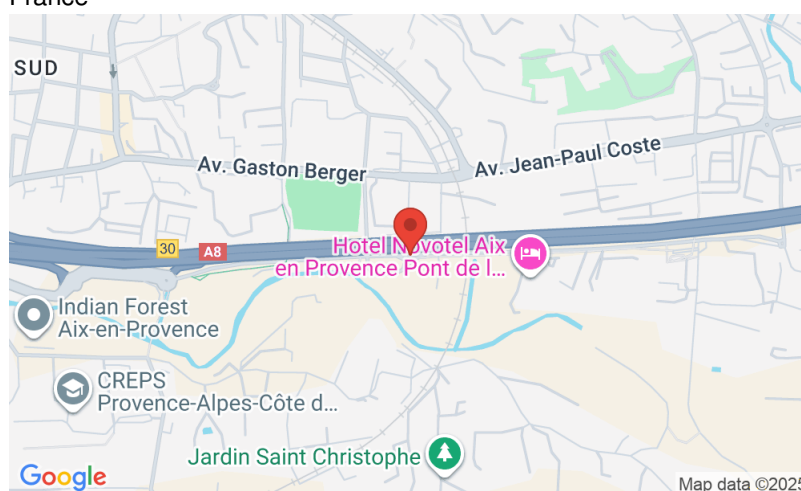 France
SUD
Av. Gaston Berger
Av. Jean-Paul Coste
30
A8
Hotel Novotel Aix
en Provence Pont de l...
Indian Forest
Aix-en-Provence
CREPS
Provence-Alpes-Côte d...
Jardin Saint Christophe
Google
Map data ©2025